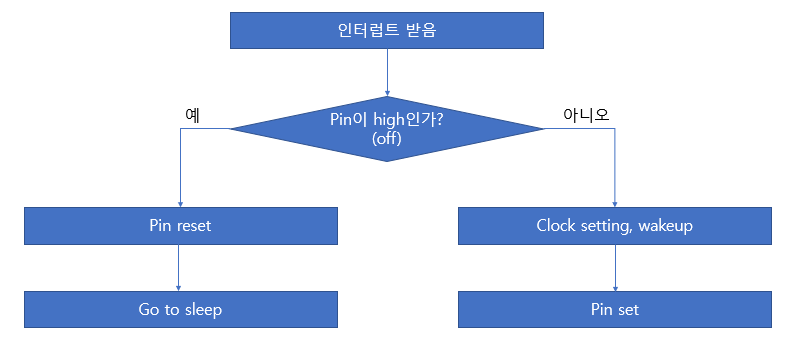 인터럽트 받음
Pin이 high인가?
(off)
예
아니오
Pin reset
Clock setting, wakeup
Go to sleep
Pin set